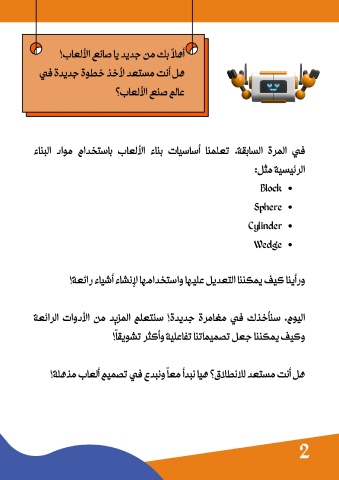 أهلاً بك من جديد يا صانع الألعاب!
هل أنت مستعد لأخذ خطوة جديدة في
عالم صنع الألعاب؟
في المرة السابقة، تعلمنا أساسيات بناء الألعاب باستخدام مواد البناء
الرئيسية مثل:
• Block
• Sphere
• Cylinder
• Wedge
ورأينا كيف يمكننا التعديل عليها واستخدامها لإنشاء أشياء رائعة!
اليوم، سنأخذك في مغامرة جديدة! سنتعلم المزيد من الأدوات الرائعة
وكيف يمكننا جعل تصميماتنا تفاعلية وأكثر تشويقاً!
هل أنت مستعد للانطلاق؟ هيا نبدأ معاً ونبدع في تصميم ألعاب مذهلة!
2